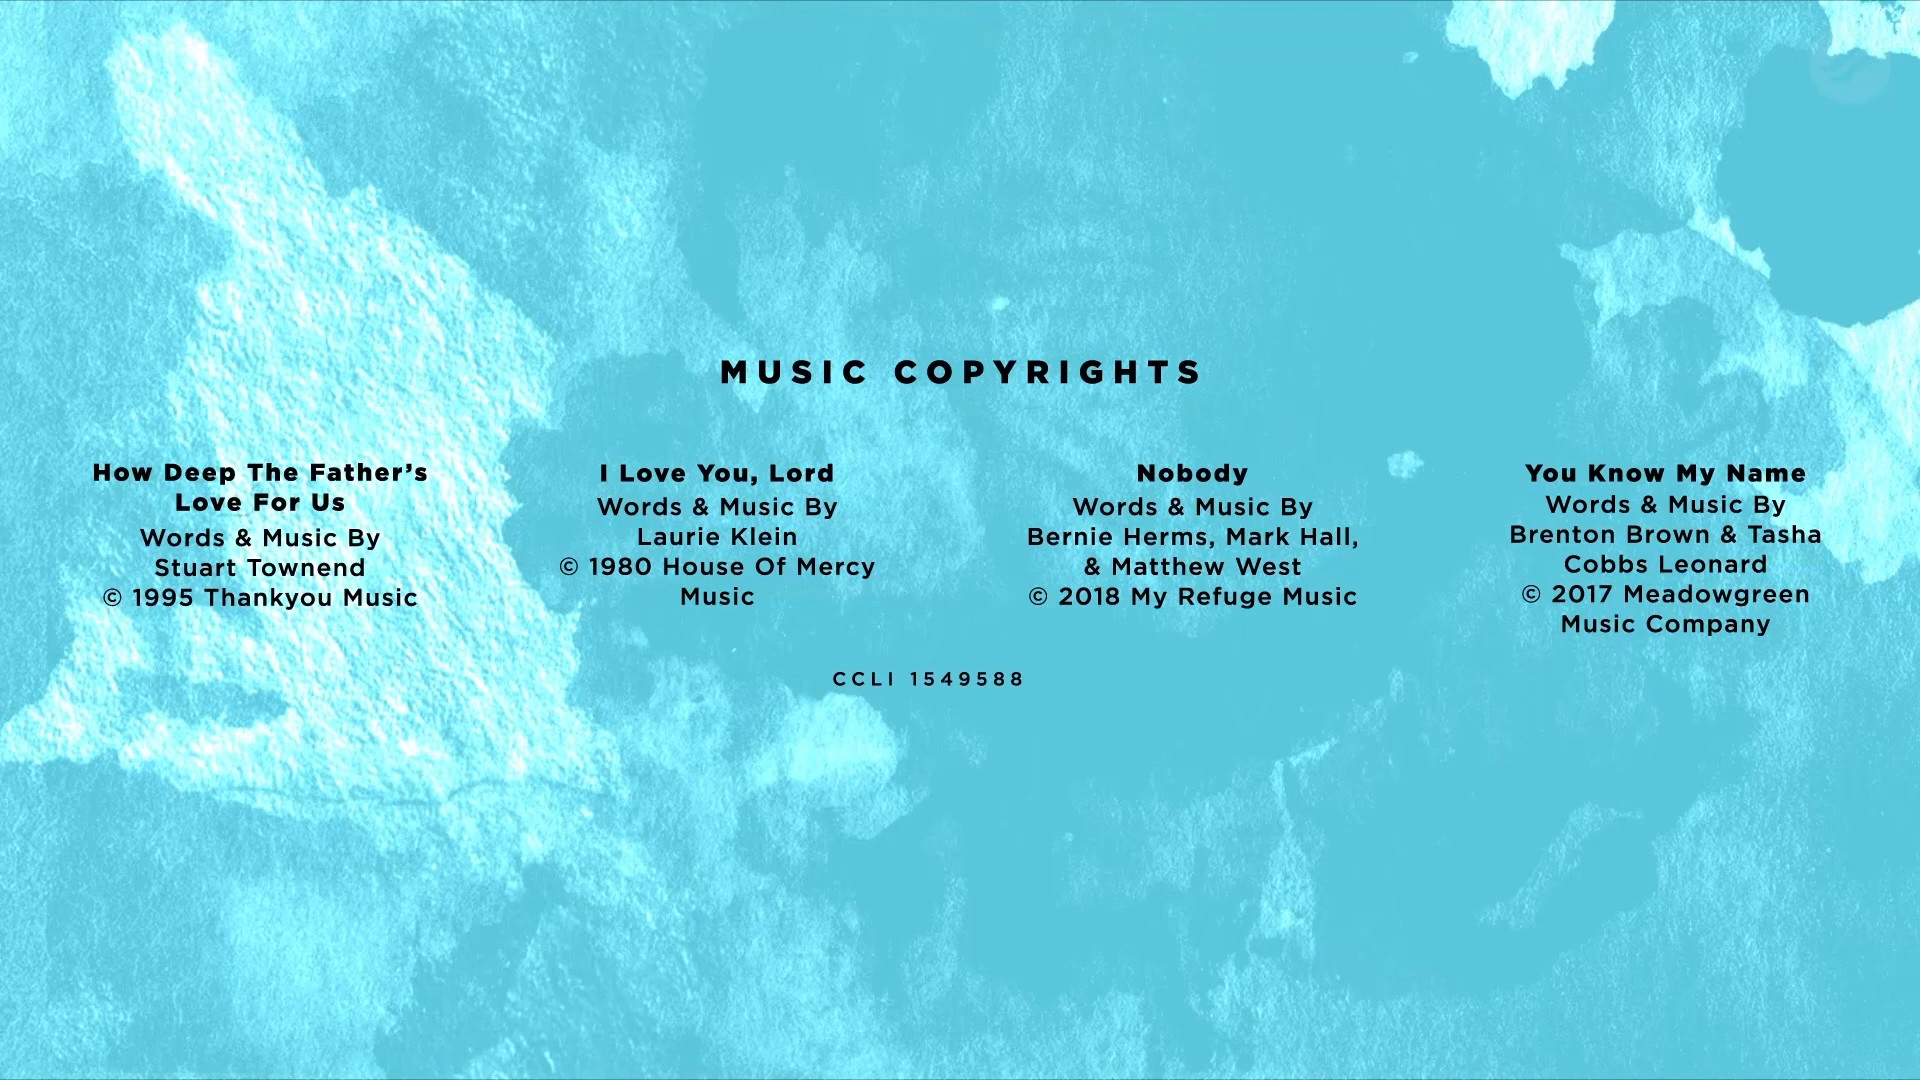 MUSIC COPYRIGHTS
How Deep The Father’s
Love For Us
Words & Music By
Stuart Townend
© 1995 Thankyou Music
I Love You, Lord
Words & Music By
Laurie Klein
© 1980 House Of Mercy
Music
Nobody
Words & Music By
Bernie Herms, Mark Hall,
& Matthew West
© 2018 My Refuge Music
You Know My Name
Words & Music By
Brenton Brown & Tasha
Cobbs Leonard
© 2017 Meadowgreen
Music Company
CCLI 1549588